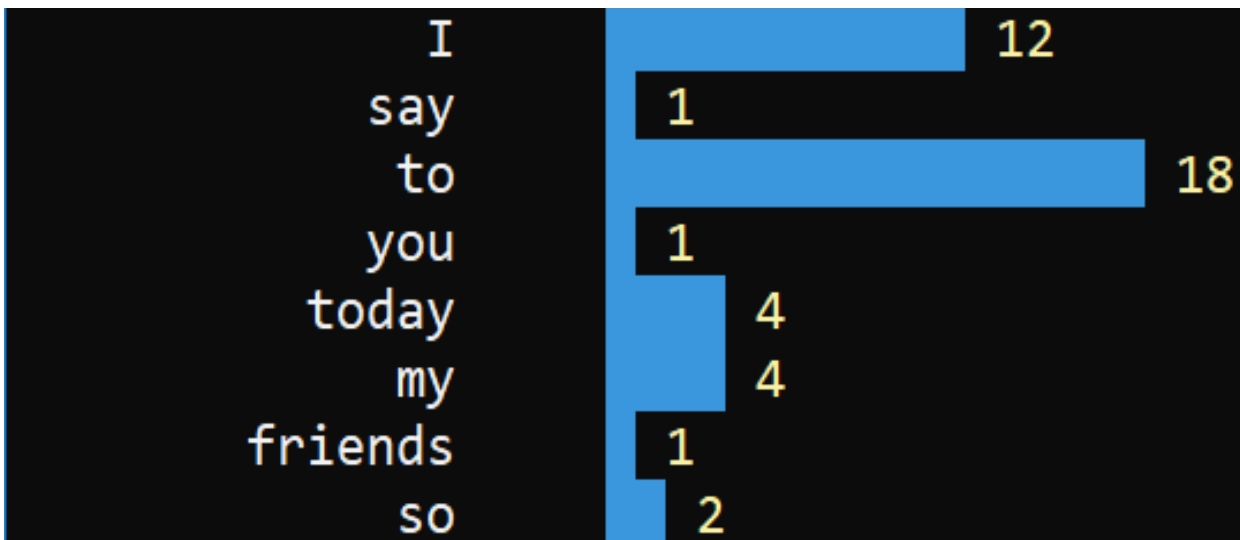 I 12
say 1
to 18
you 1
today 4
my 4
friends 1
so 2